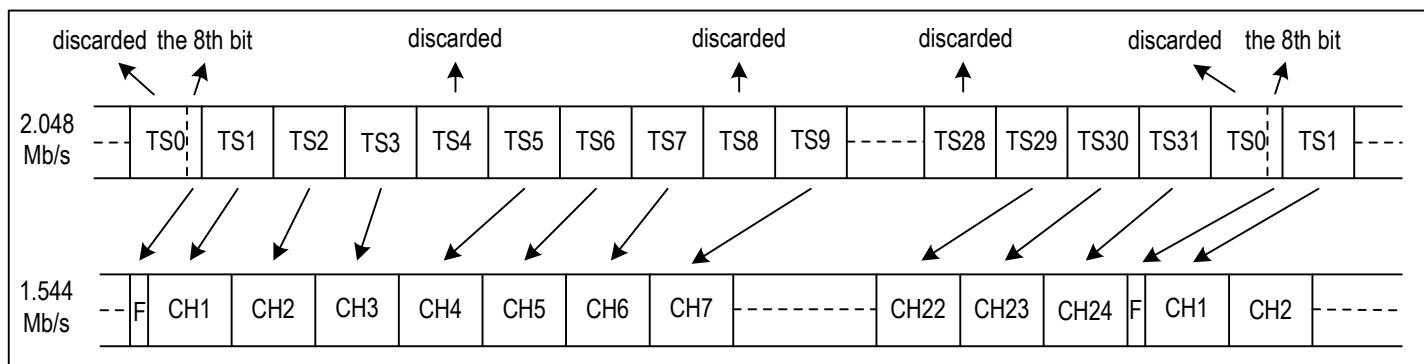 discarded the 8th bit discarded discarded discarded discarded the 8th bit
2.048
Mb/s
TS0 TS1 TS2 TS3 TS4 TS5 TS6 TS7 TS8 TS9 TS28 TS29 TS30 TS31 TS0 TS1
1.544
Mb/s
F CH1 CH2 CH3 CH4 CH5 CH6 CH7 CH22 CH23 CH24 F CH1 CH2